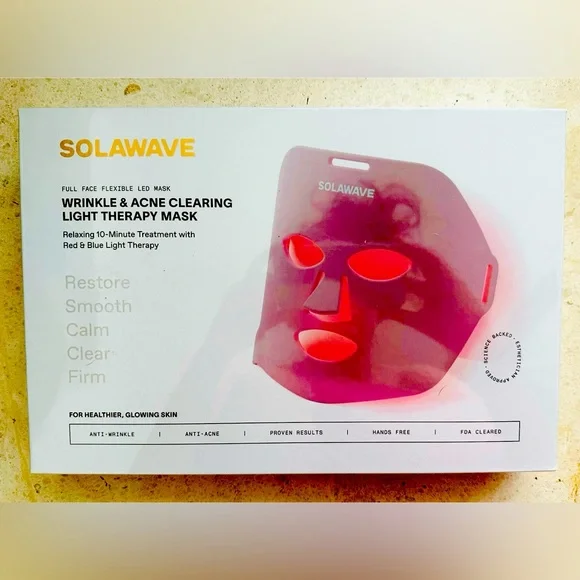 SOLAWAVE
FULL FACE FLEXIBLE LED MASK
WRINKLE & ACNE CLEARING
LIGHT THERAPY MASK
Relaxing 10-Minute Treatment with
Red & Blue Light Therapy
Restore
Smooth
Calm
Clear
Firm
FOR HEALTHIER, GLOWING SKIN
ANTI-WRINKLE | ANTI-ACNE | PROVEN RESULTS | HANDS FREE | FDA CLEARED
SOLAWAVE
SCIENCE BACKED · ESTHETICIAN APPROVED ·